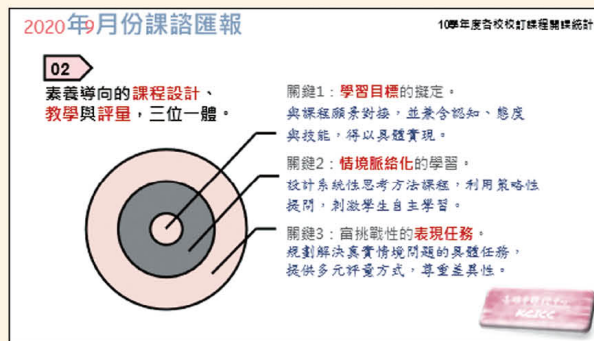 2020年9月份課諮匯報
10學年度各校校訂課程開課統計
02
素養導向的課程設計、
教學與評量，三位一體。
關鍵1：學習目標的擬定。
與課程願景對接，並兼含認知、態度
與技能，得以具體實現。
關鍵2：情境脈絡化的學習。
設計系統性思考方法課程，利用策略性
提問，刺激學生自主學習。
關鍵3：富挑戰性的表現任務。
規劃解決真實情境問題的具體任務，
提供多元評量方式，尊重差異性。
KCICC